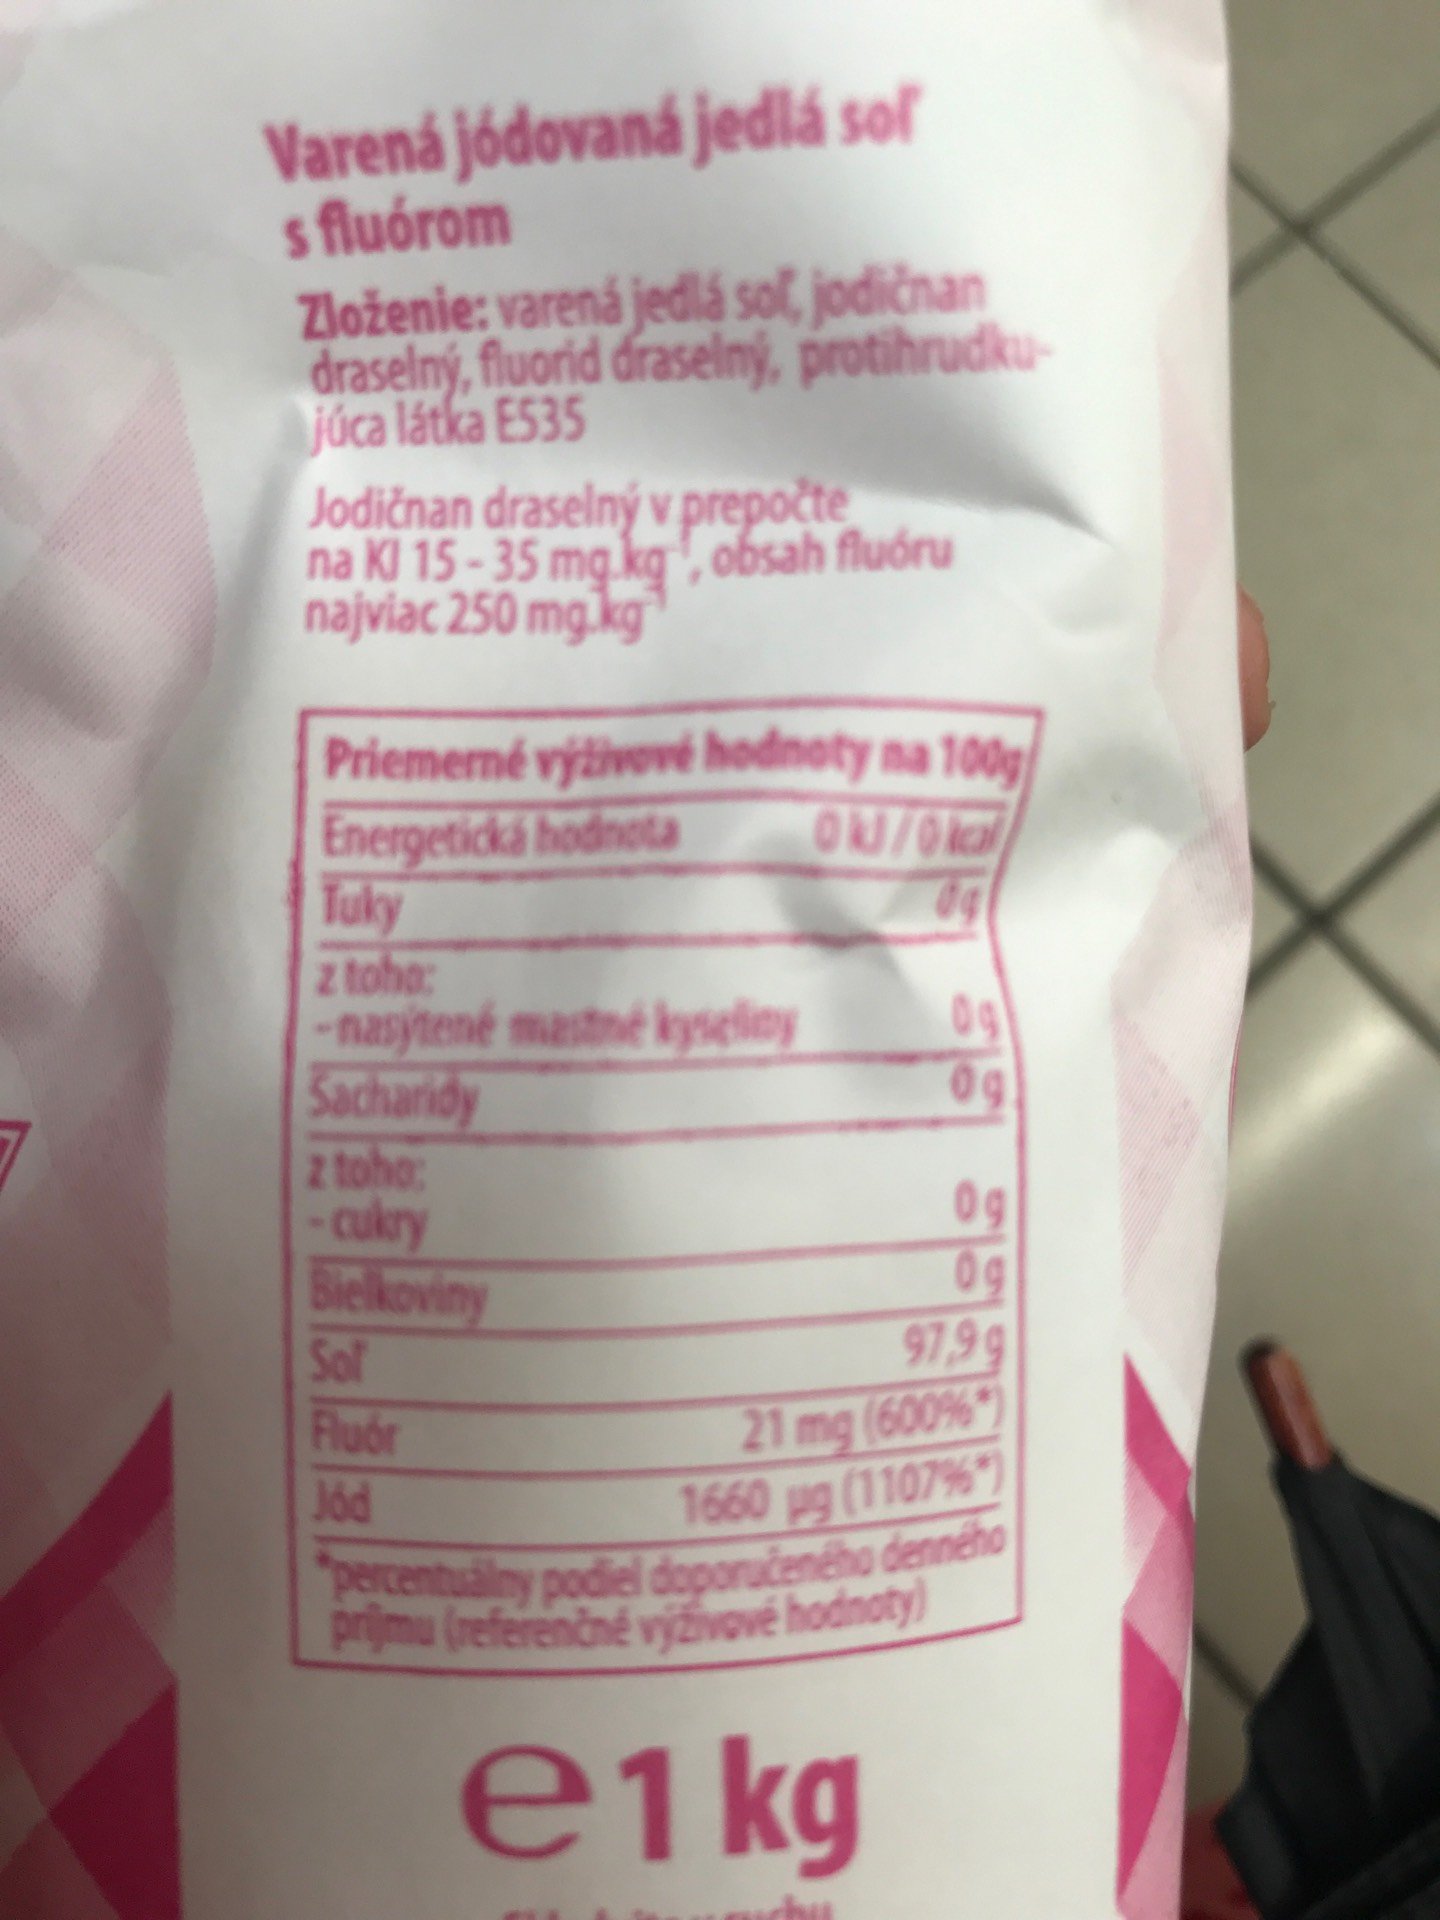 Varená jódovaná jedlá soľ
s fluórom
Zloženie: varená jedlá soľ, jodičnan
draselný, fluorid draselný, protihrudku-
júca látka E535
Jodičnan draselný v prepočte
na KJ 15 - 35 mg.kg⁻¹, obsah fluóru
najviac 250 mg.kg⁻¹
Priemerné výživové hodnoty na 100g
Energetická hodnota 0 kJ / 0 kcal
Tuky 0 g
z toho:
- nasýtené mastné kyseliny 0 g
Sacharidy 0 g
z toho:
- cukry 0 g
Bielkoviny 0 g
Soľ 97,9 g
Fluór 21 mg (600%*)
Jód 1660 µg (1107%*)
*percentuálny podiel doporučeného denného
príjmu (referenčné výživové hodnoty)
e 1 kg